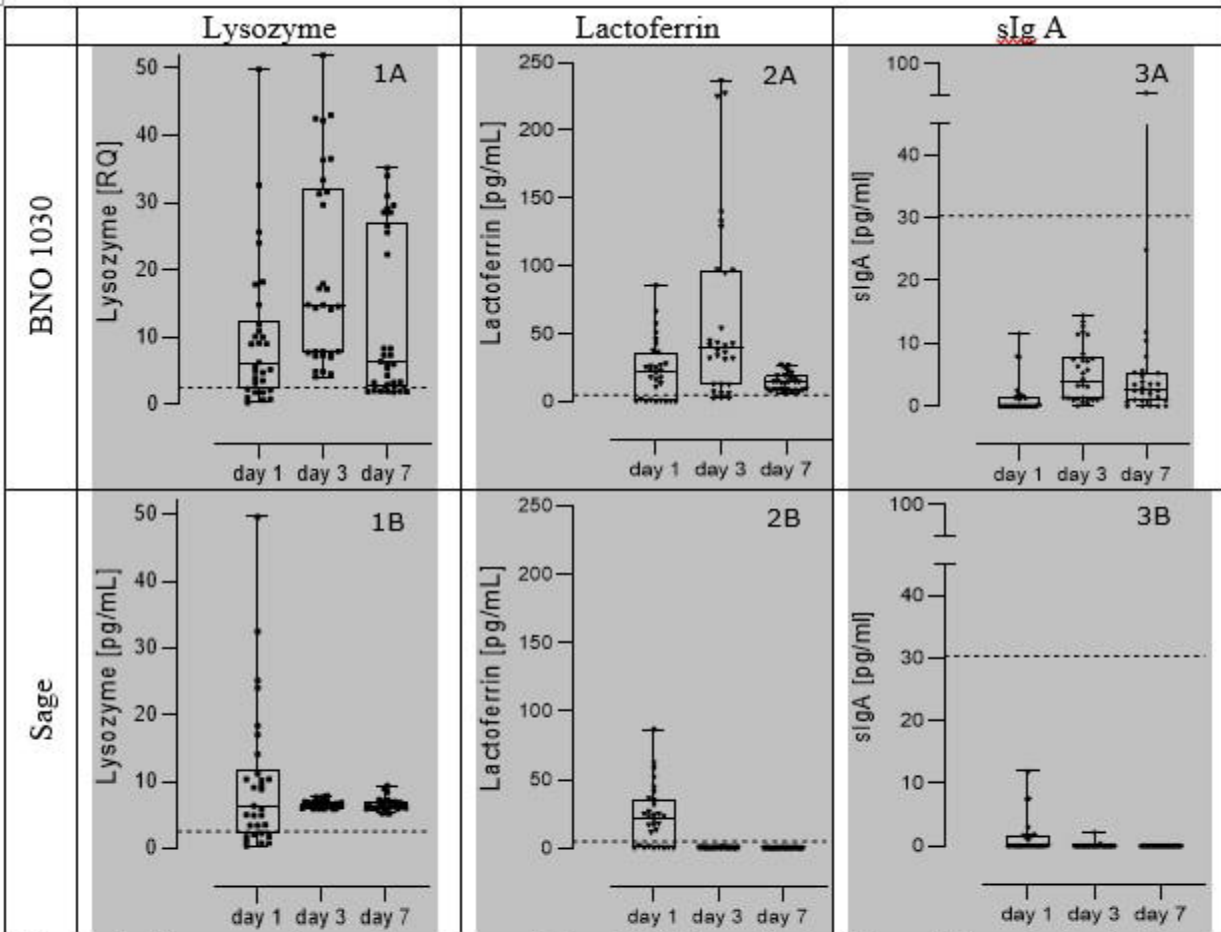 Lysozyme Lactoferrin sIg A
BNO 1030
1A
Lysozyme [RQ]
50
40
30
20
10
0
day 1 day 3 day 7
2A
Lactoferrin [pg/mL]
250
200
150
100
50
0
day 1 day 3 day 7
3A
sIgA [pg/ml]
100
40
30
20
10
0
day 1 day 3 day 7
Sage
1B
Lysozyme [pg/mL]
50
40
30
20
10
0
day 1 day 3 day 7
2B
Lactoferrin [pg/mL]
250
200
150
100
50
0
day 1 day 3 day 7
3B
sIgA [pg/ml]
100
40
30
20
10
0
day 1 day 3 day 7